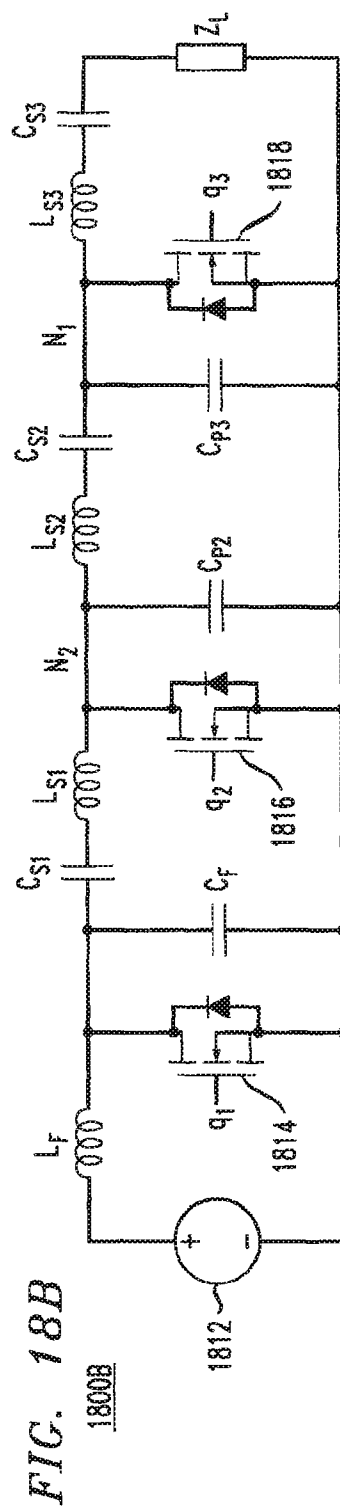 FIG. 18B
1800B
1812
+
−
L_F
q_1
1814
C_F
C_S1
L_S1
q_2
1816
N_2
C_P2
L_S2
C_S2
C_P3
N_1
q_3
1818
L_S3
C_S3
Z_L